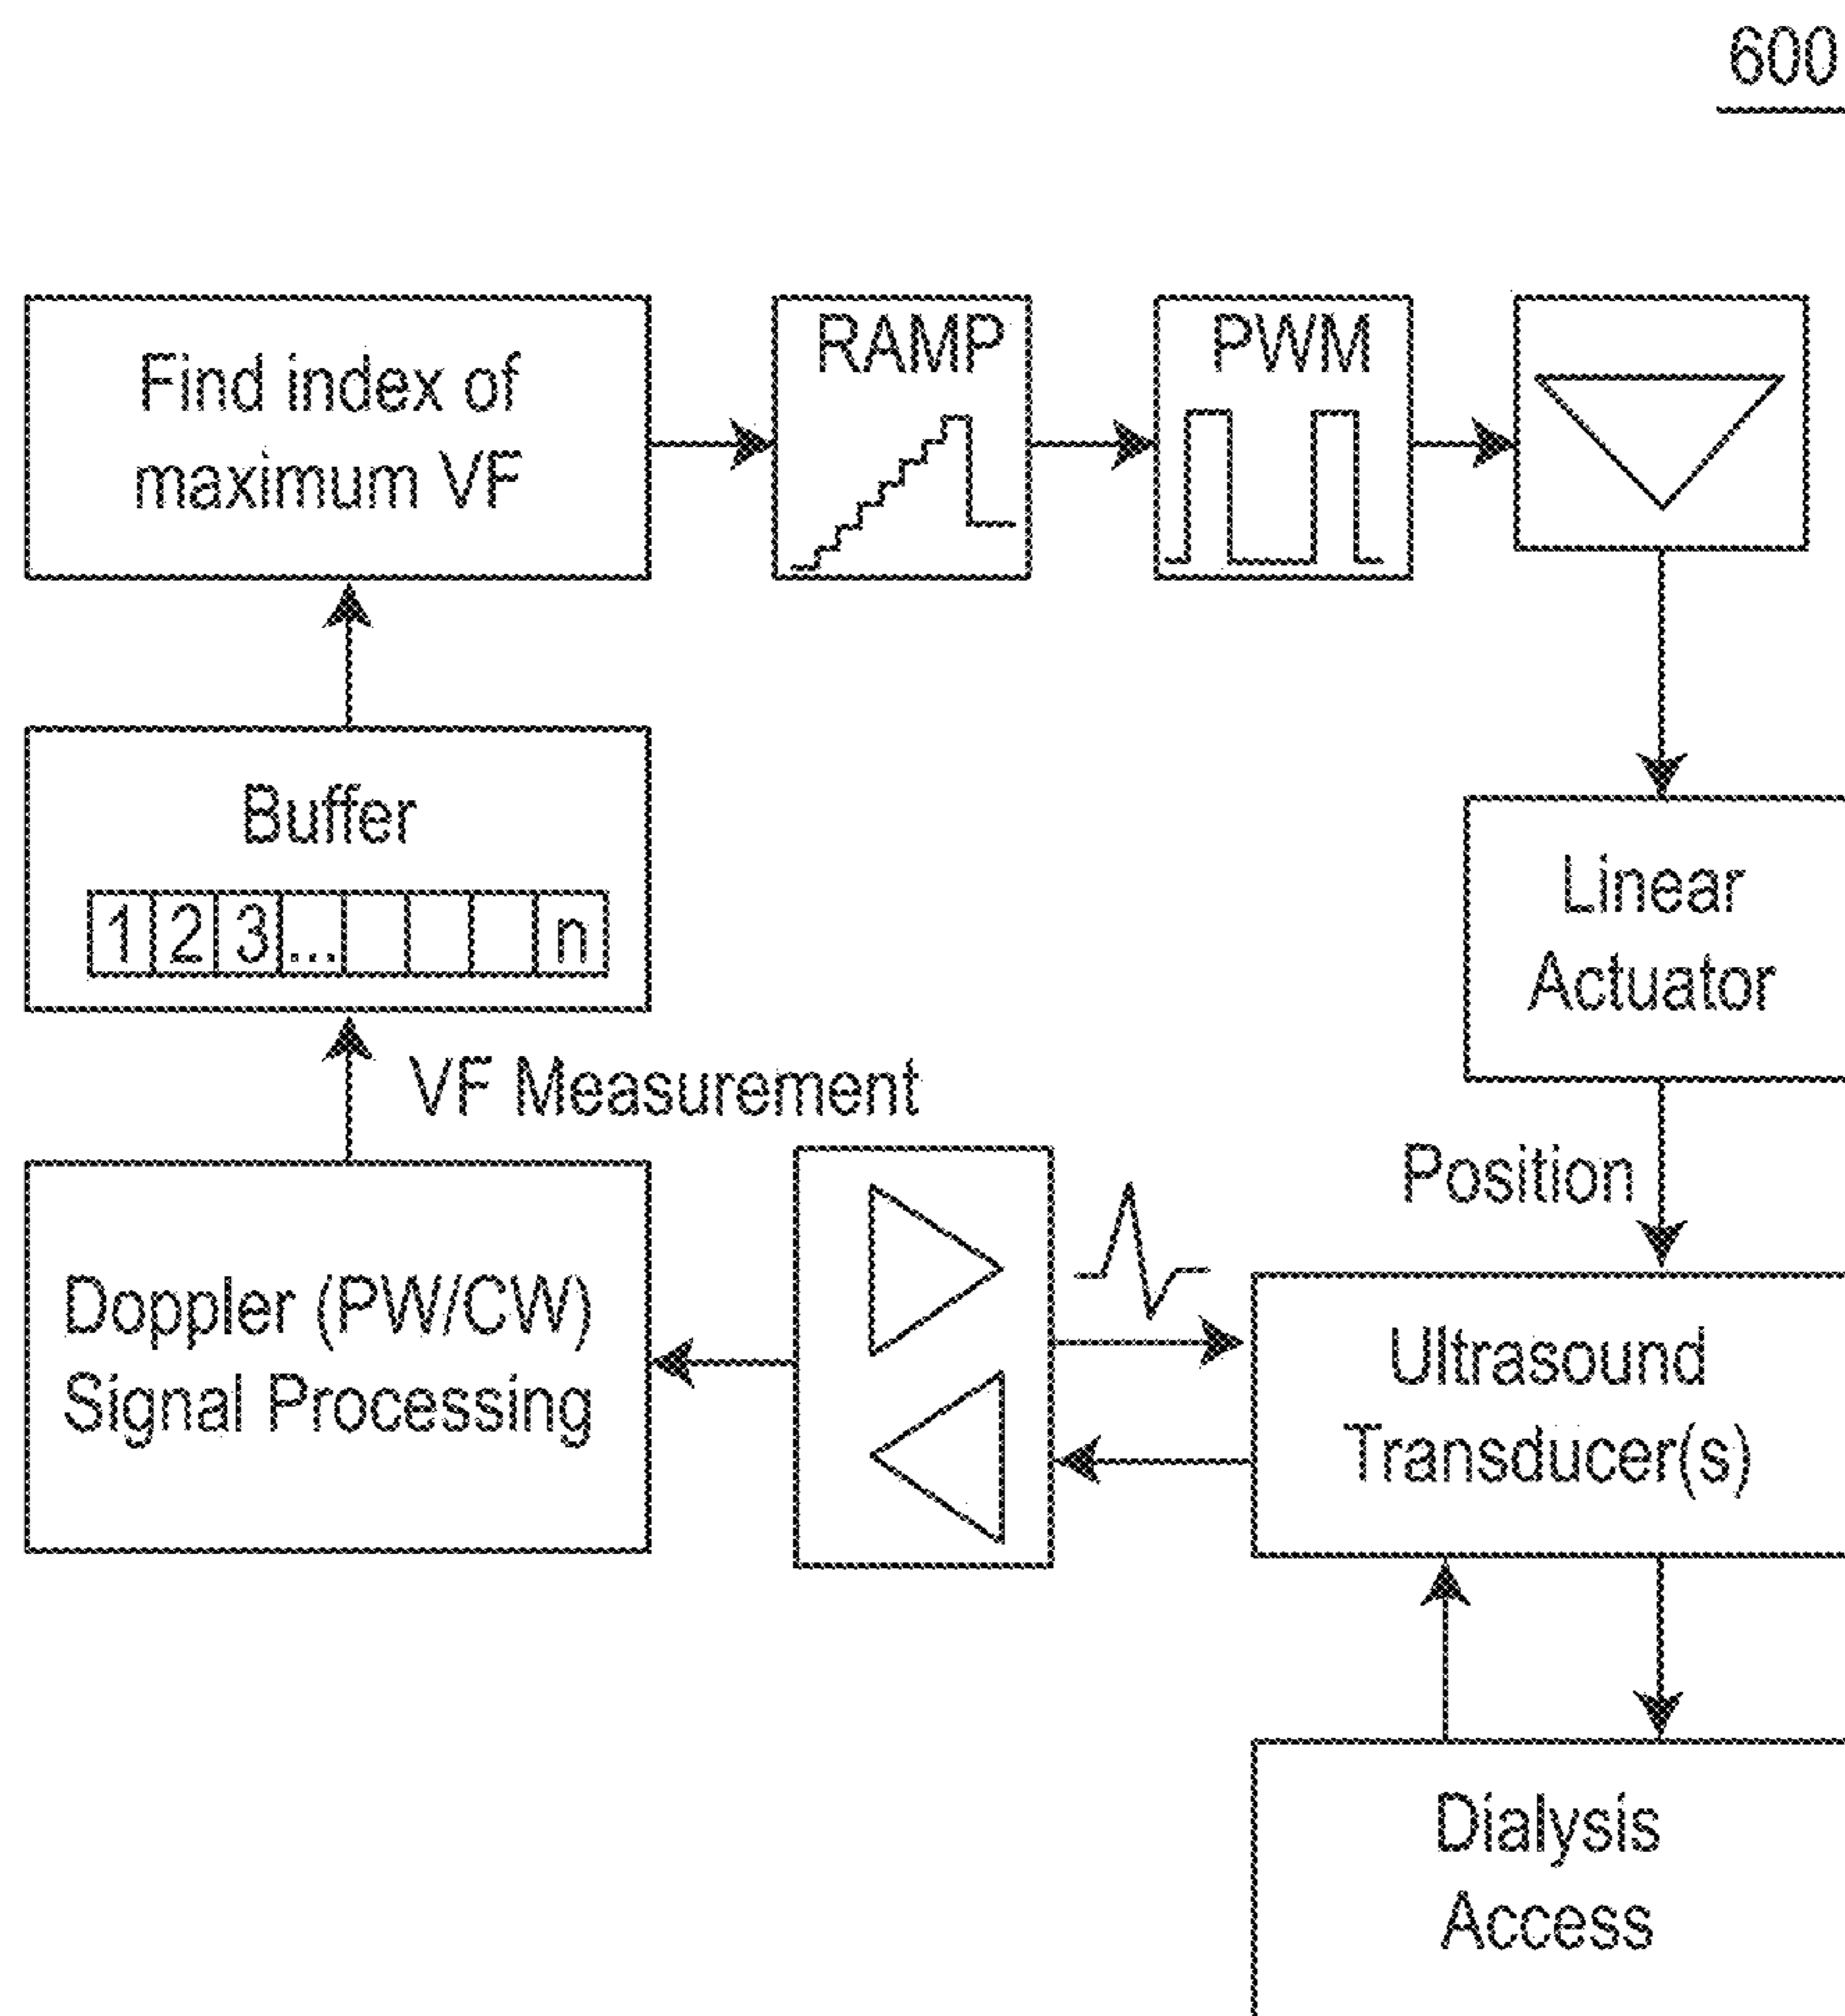 600
Find index of
maximum VF
RAMP
PWM
Buffer
1 2 3 ... n
Linear
Actuator
VF Measurement
Position
Doppler (PW/CW)
Signal Processing
Ultrasound
Transducer(s)
Dialysis
Access